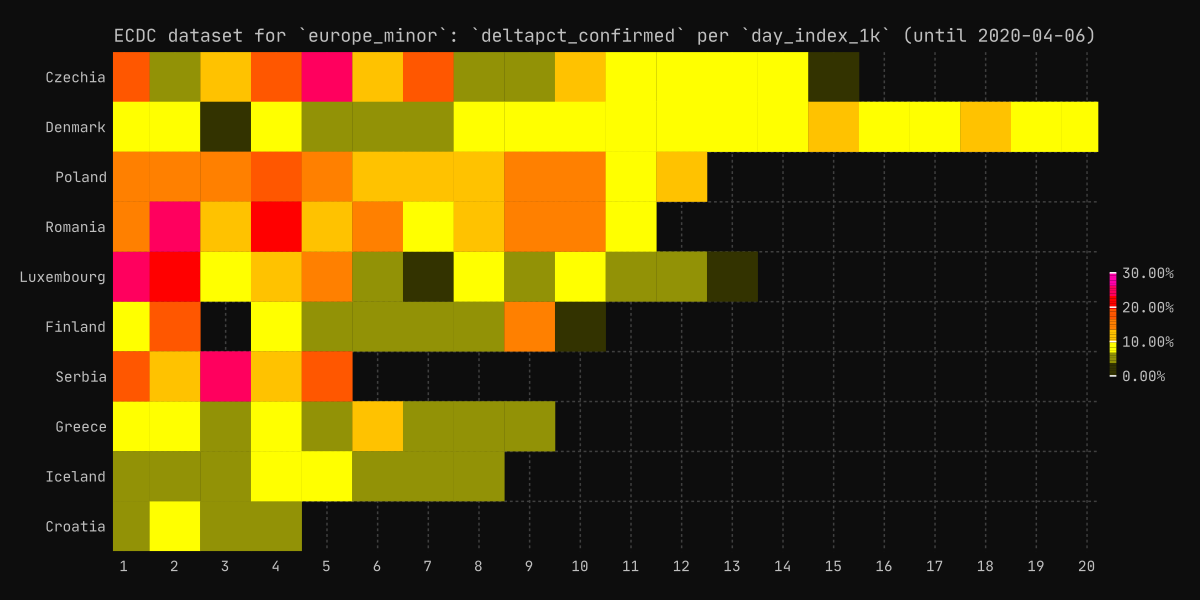 ECDC dataset for `europe_minor`: `deltapct_confirmed` per `day_index_1k` (until 2020-04-06)
Czechia
Denmark
Poland
Romania
Luxembourg
Finland
Serbia
Greece
Iceland
Croatia
30.00%
20.00%
10.00%
0.00%
1 2 3 4 5 6 7 8 9 10 11 12 13 14 15 16 17 18 19 20